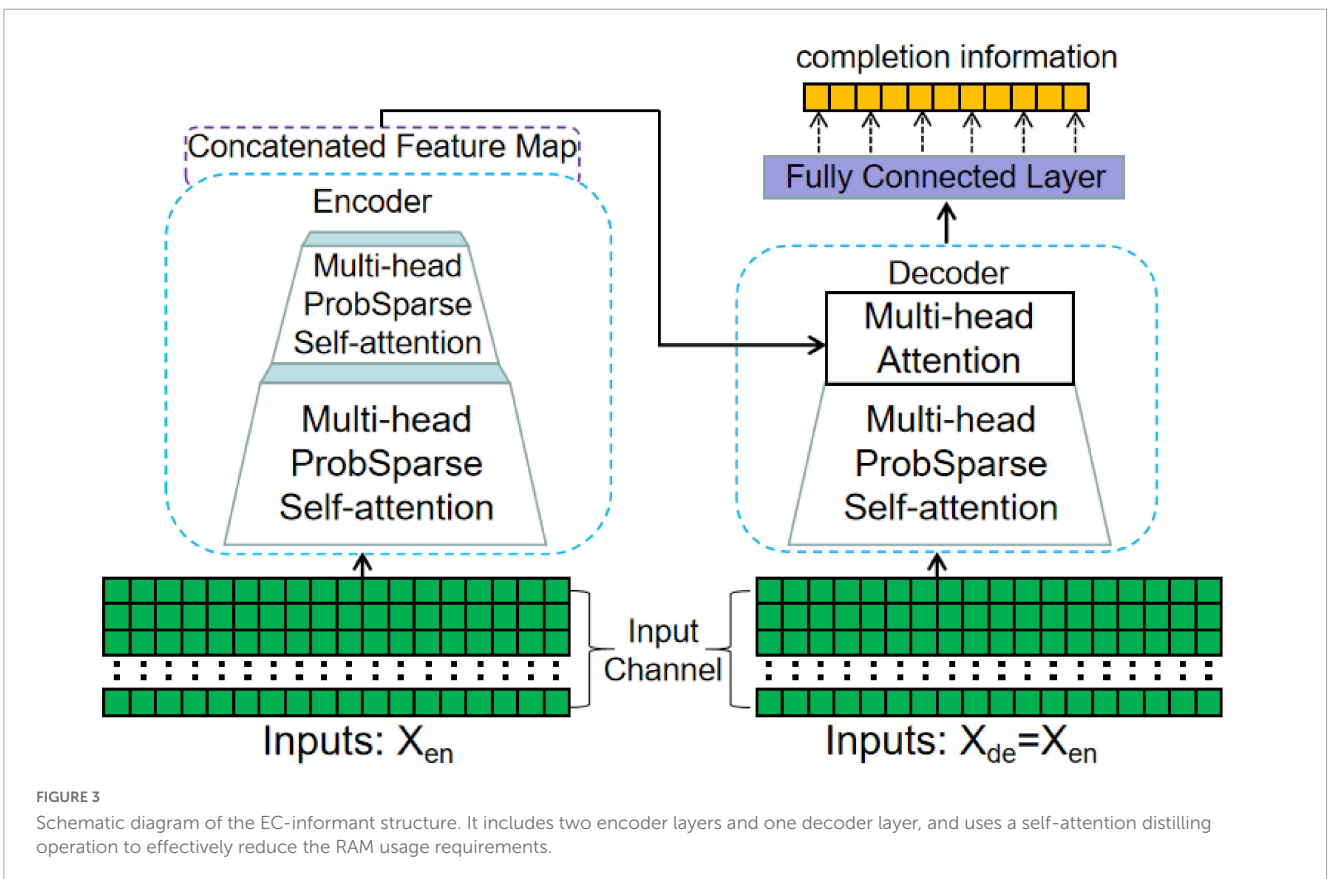 completion information
Concatenated Feature Map
Fully Connected Layer
Encoder
Multi-head
ProbSparse
Self-attention
Multi-head
ProbSparse
Self-attention
Decoder
Multi-head
Attention
Multi-head
ProbSparse
Self-attention
Input
Channel
Inputs: Xen
Inputs: Xde=Xen
FIGURE 3
Schematic diagram of the EC-informant structure. It includes two encoder layers and one decoder layer, and uses a self-attention distilling
operation to effectively reduce the RAM usage requirements.